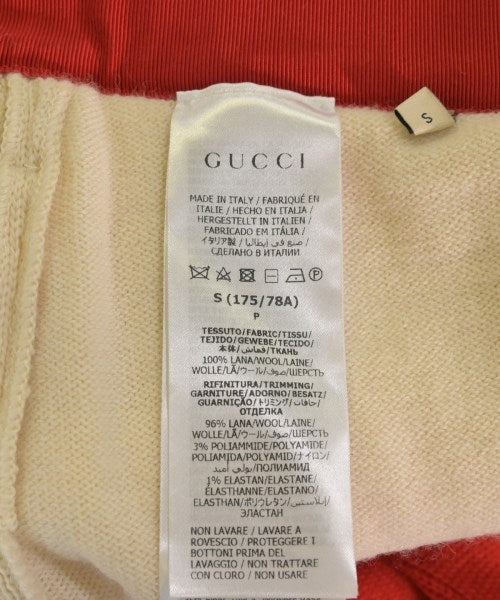 S
GUCCI
MADE IN ITALY / FABRIQUÉ EN
ITALIE / HECHO EN ITALIA /
HERGESTELLT IN ITALIEN /
FABRICADO EM ITÁLIA /
イタリア製 / صنع في إيطاليا /
СДЕЛАНО В ИТАЛИИ
P
S (175/78A)
P
TESSUTO/FABRIC/TISSU/
TEJIDO/GEWEBE/TECIDO/
本体/قماش/ТКАНЬ
100% LANA/WOOL/LAINE/
WOLLE/LÃ/ウール/صوف/ШЕРСТЬ
RIFINITURA/TRIMMING/
GARNITURE/ADORNO/BESATZ/
GUARNIÇÃO/トリミング/حافات/
ОТДЕЛКА
96% LANA/WOOL/LAINE/
WOLLE/LÃ/ウール/صوف/ШЕРСТЬ
3% POLIAMMIDE/POLYAMIDE/
POLIAMIDA/POLYAMID/ナイロン/
بولي أميد/ПОЛИАМИД
1% ELASTAN/ELASTANE/
ÉLASTHANNE/ELASTANO/
ELASTHAN/ポリウレタン/إيلاستين/
ЭЛАСТАН
NON LAVARE / LAVARE A
ROVESCIO / PROTEGGERE I
BOTTONI PRIMA DEL
LAVAGGIO / NON TRATTARE
CON CLORO / NON USARE